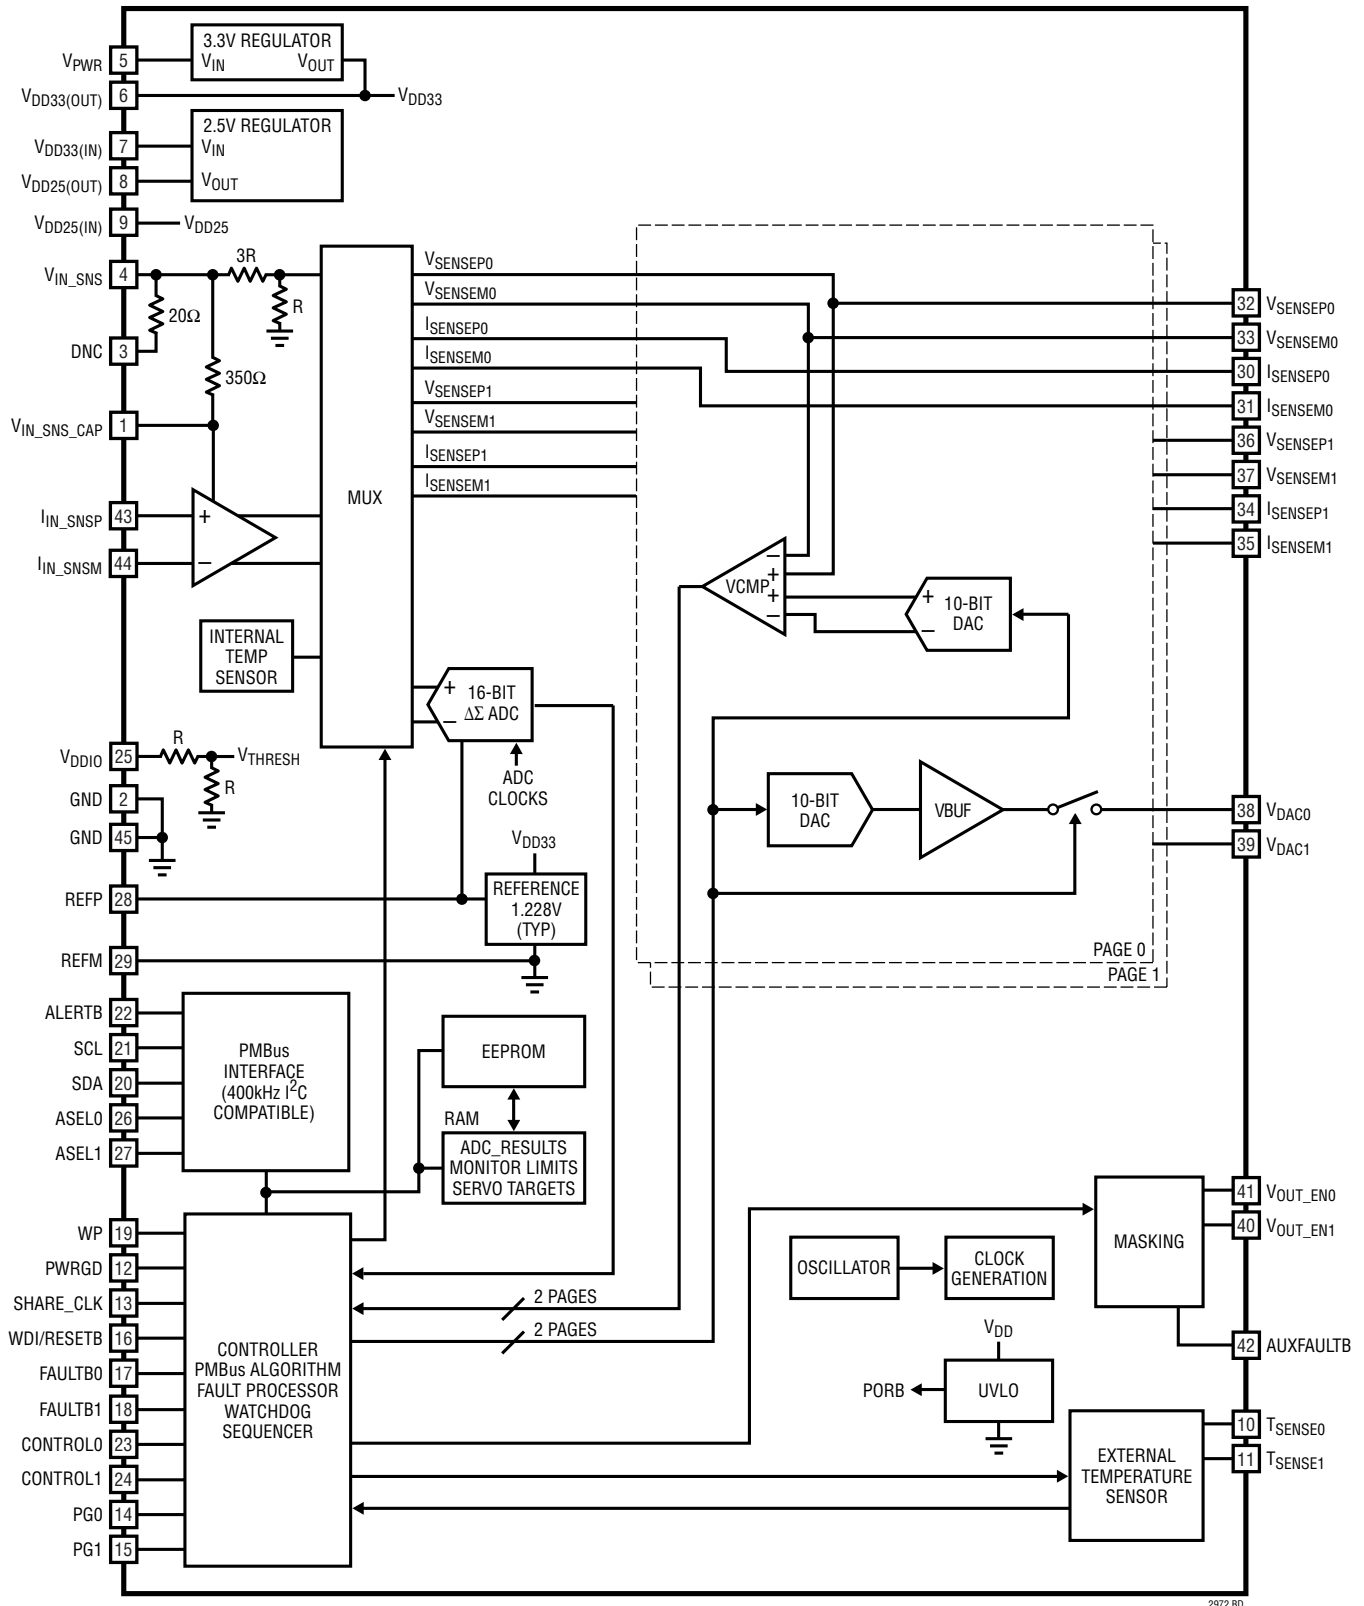 3.3V REGULATOR
VIN VOUT
VPWR 5
VDD33(OUT) 6
VDD33
2.5V REGULATOR
VDD33(IN) 7
VIN
VDD25(OUT) 8
VOUT
VDD25(IN) 9
VDD25
VIN_SNS 4
3R
R
20Ω
DNC 3
350Ω
VIN_SNS_CAP 1
IIN_SNSP 43
+
IIN_SNSM 44
–
MUX
VSENSEP0
VSENSEM0
ISENSEP0
ISENSEM0
VSENSEP1
VSENSEM1
ISENSEP1
ISENSEM1
32 VSENSEP0
33 VSENSEM0
30 ISENSEP0
31 ISENSEM0
36 VSENSEP1
37 VSENSEM1
34 ISENSEP1
35 ISENSEM1
VCMP
–
+
+
–
+
–
10-BIT
DAC
INTERNAL
TEMP
SENSOR
+
–
16-BIT
ΔΣ ADC
ADC
CLOCKS
VDDIO 25
R
VTHRESH
R
GND 2
GND 45
10-BIT
DAC
VBUF
38 VDAC0
39 VDAC1
VDD33
REFP 28
REFERENCE
1.228V
(TYP)
REFM 29
PAGE 0
PAGE 1
ALERTB 22
SCL 21
SDA 20
ASEL0 26
ASEL1 27
PMBus
INTERFACE
(400kHz I2C
COMPATIBLE)
EEPROM
RAM
ADC_RESULTS
MONITOR LIMITS
SERVO TARGETS
WP 19
PWRGD 12
SHARE_CLK 13
WDI/RESETB 16
FAULTB0 17
FAULTB1 18
CONTROL0 23
CONTROL1 24
PG0 14
PG1 15
CONTROLLER
PMBus ALGORITHM
FAULT PROCESSOR
WATCHDOG
SEQUENCER
2 PAGES
2 PAGES
OSCILLATOR
CLOCK
GENERATION
MASKING
41 VOUT_EN0
40 VOUT_EN1
42 AUXFAULTB
VDD
PORB
UVLO
EXTERNAL
TEMPERATURE
SENSOR
10 TSENSE0
11 TSENSE1
2972 BD